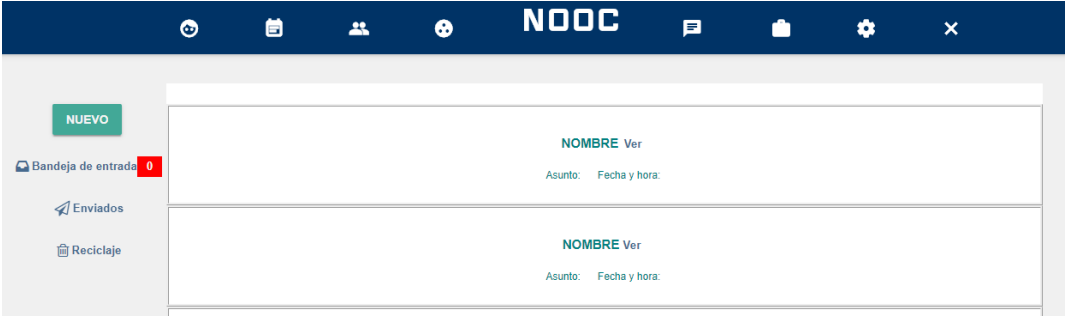 NOOC
NUEVO
Bandeja de entrada 0
Enviados
Reciclaje
NOMBRE Ver
Asunto: Fecha y hora:
NOMBRE Ver
Asunto: Fecha y hora: